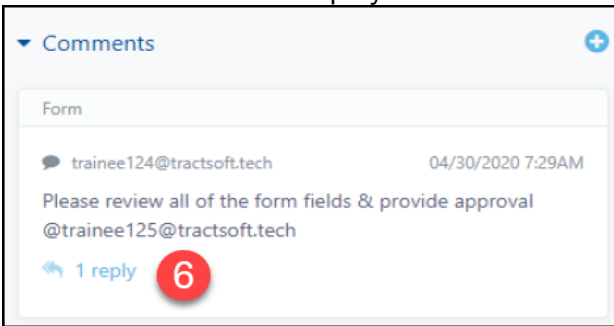 Comments
Form
trainee124@tractsoft.tech 04/30/2020 7:29AM
Please review all of the form fields & provide approval
@trainee125@tractsoft.tech
1 reply 6